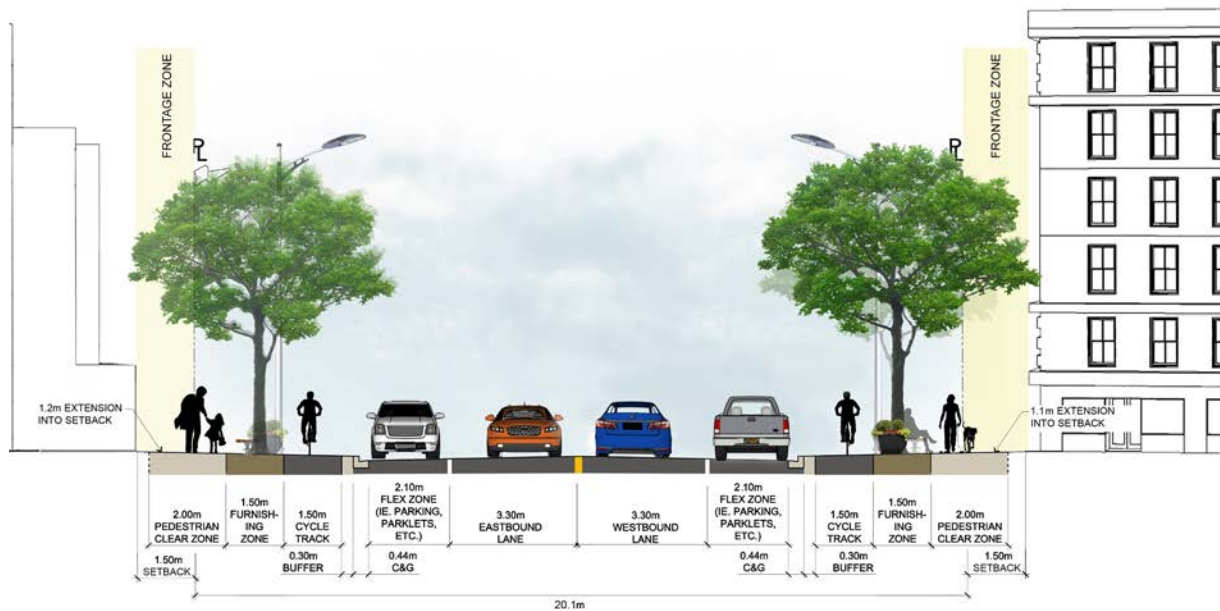 FRONTAGE ZONE
PL
PL
FRONTAGE ZONE
1.2m EXTENSION
INTO SETBACK
1.1m EXTENSION
INTO SETBACK
2.00m
PEDESTRIAN
CLEAR ZONE
1.50m
FURNISH-
ING
ZONE
1.50m
CYCLE
TRACK
2.10m
FLEX ZONE
(IE. PARKING,
PARKLETS,
ETC.)
3.30m
EASTBOUND
LANE
3.30m
WESTBOUND
LANE
2.10m
FLEX ZONE
(IE. PARKING,
PARKLETS,
ETC.)
1.50m
CYCLE
TRACK
1.50m
FURNISH-
ING
ZONE
2.00m
PEDESTRIAN
CLEAR ZONE
1.50m
SETBACK
0.30m
BUFFER
0.44m
C&G
0.44m
C&G
0.30m
BUFFER
1.50m
SETBACK
20.1m